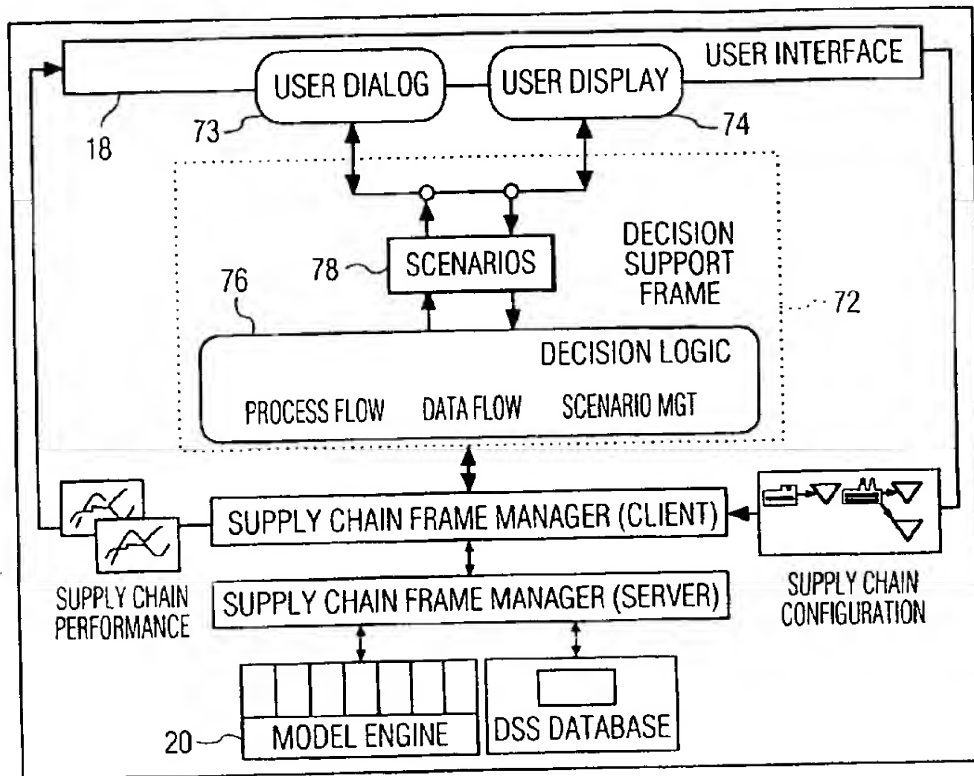 USER INTERFACE
USER DIALOG
USER DISPLAY
18
73
74
78
SCENARIOS
DECISION
SUPPORT
FRAME
72
76
DECISION LOGIC
PROCESS FLOW DATA FLOW SCENARIO MGT
SUPPLY CHAIN FRAME MANAGER (CLIENT)
SUPPLY CHAIN
PERFORMANCE
SUPPLY CHAIN FRAME MANAGER (SERVER)
SUPPLY CHAIN
CONFIGURATION
20
MODEL ENGINE
DSS DATABASE